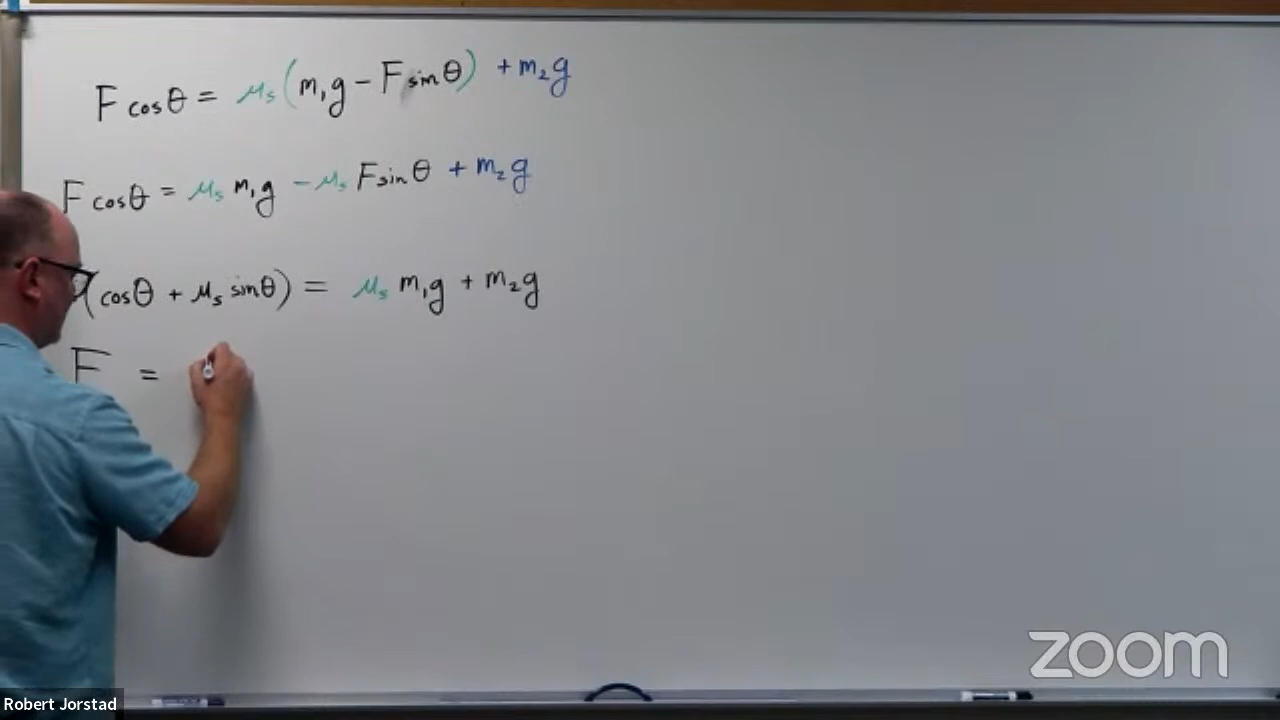 F cosθ = μₛ(m₁g − F sinθ) + m₂g
F cosθ = μₛ m₁g − μₛ F sinθ + m₂g
(cosθ + μₛ sinθ) = μₛ m₁g + m₂g
F =
zoom
Robert Jorstad